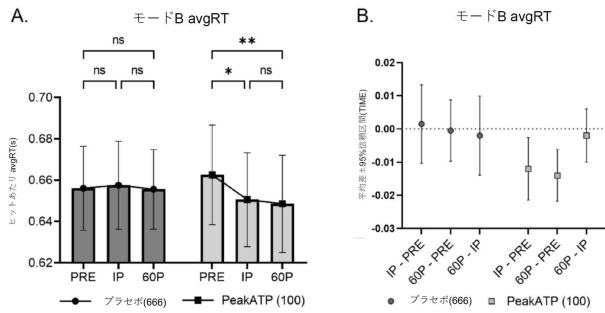 A.
モードB avgRT
ns
**
ns
ns
*
ns
ヒットあたり avgRT(s)
0.70
0.68
0.66
0.64
0.62
PRE IP 60P PRE IP 60P
プラセボ(666) PeakATP (100)
B.
モードB avgRT
平均差±95%信頼区間(TIME)
0.02
0.01
0.00
-0.01
-0.02
-0.03
IP - PRE
60P - PRE
60P - IP
IP - PRE
60P - PRE
60P - IP
プラセボ(666) PeakATP (100)